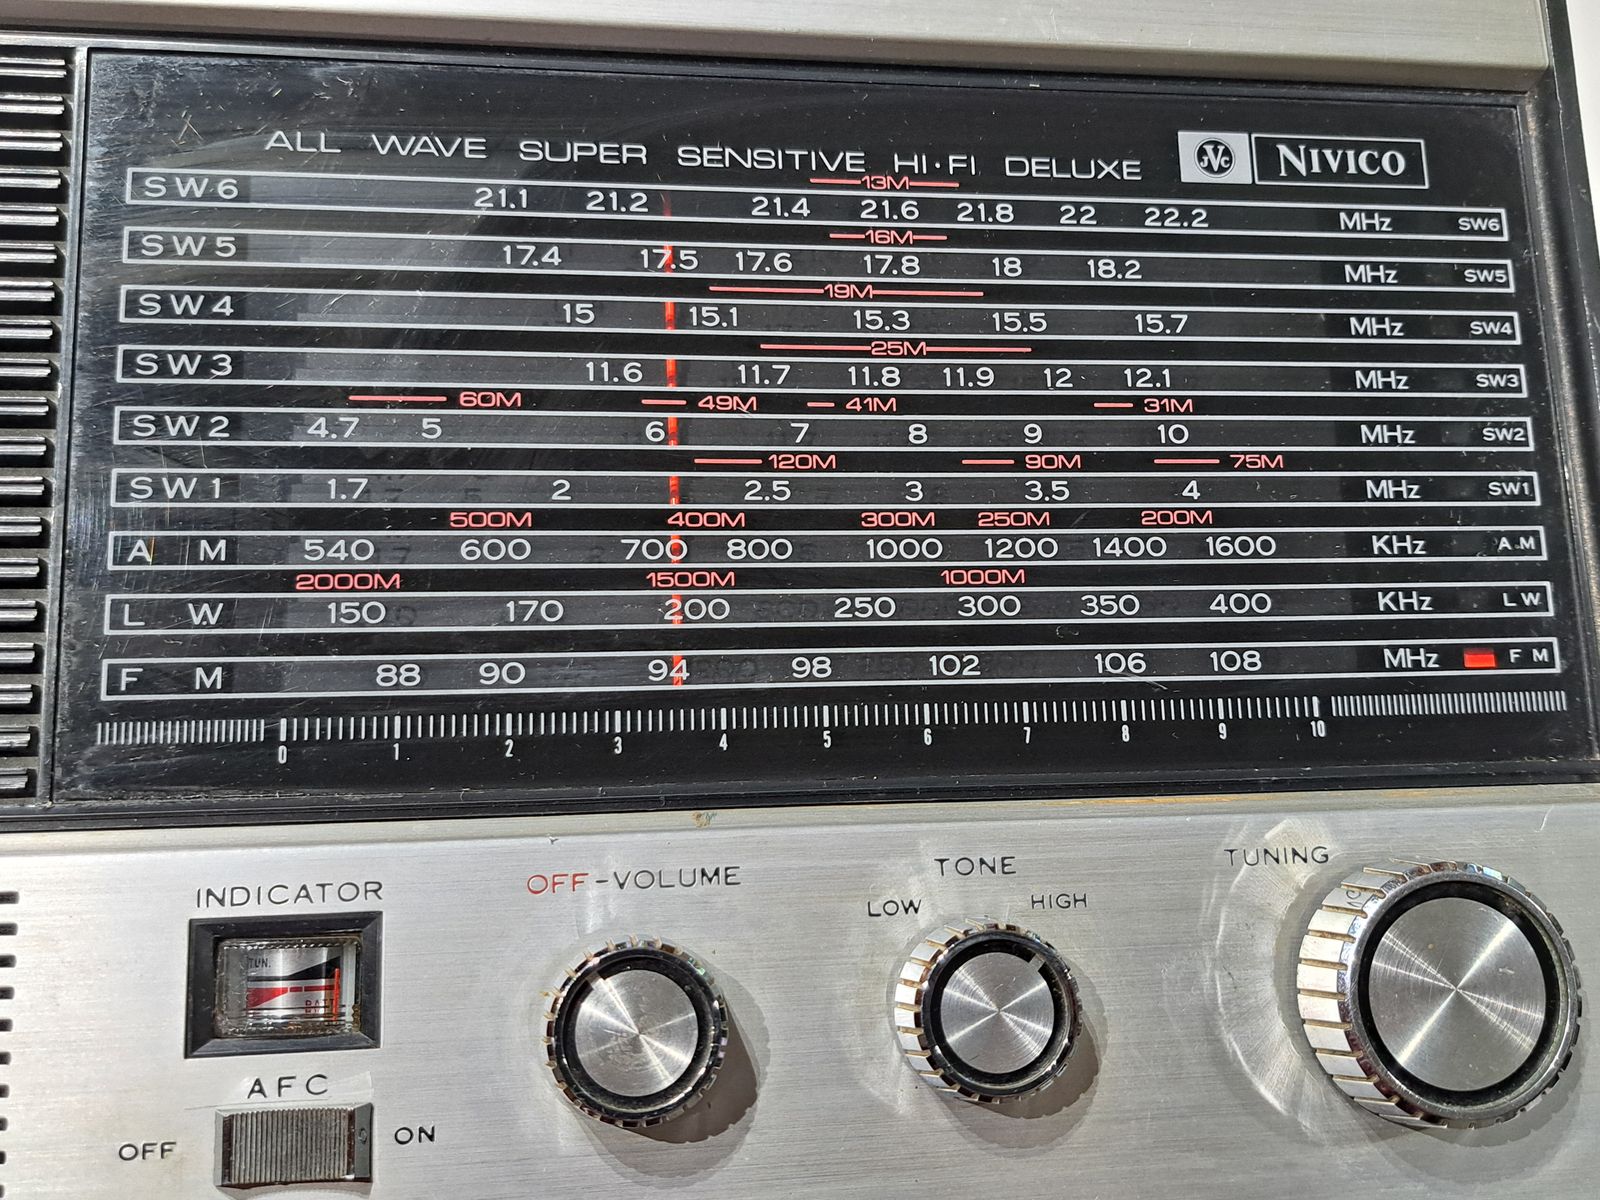 ALL WAVE SUPER SENSITIVE HI·FI DELUXE JVC NIVICO
13M
SW6 21.1 21.2 21.4 21.6 21.8 22 22.2 MHz SW6
16M
SW5 17.4 17.5 17.6 17.8 18 18.2 MHz SW5
19M
SW4 15 15.1 15.3 15.5 15.7 MHz SW4
25M
SW3 11.6 11.7 11.8 11.9 12 12.1 MHz SW3
60M 49M 41M 31M
SW2 4.7 5 6 7 8 9 10 MHz SW2
120M 90M 75M
SW1 1.7 2 2.5 3 3.5 4 MHz SW1
500M 400M 300M 250M 200M
AM 540 600 700 800 1000 1200 1400 1600 KHz AM
2000M 1500M 1000M
LW 150 170 200 250 300 350 400 KHz LW
FM 88 90 94 98 102 106 108 MHz FM
0 1 2 3 4 5 6 7 8 9 10
INDICATOR OFF-VOLUME TONE TUNING
LOW HIGH
TUN.
BATT
AFC
OFF ON